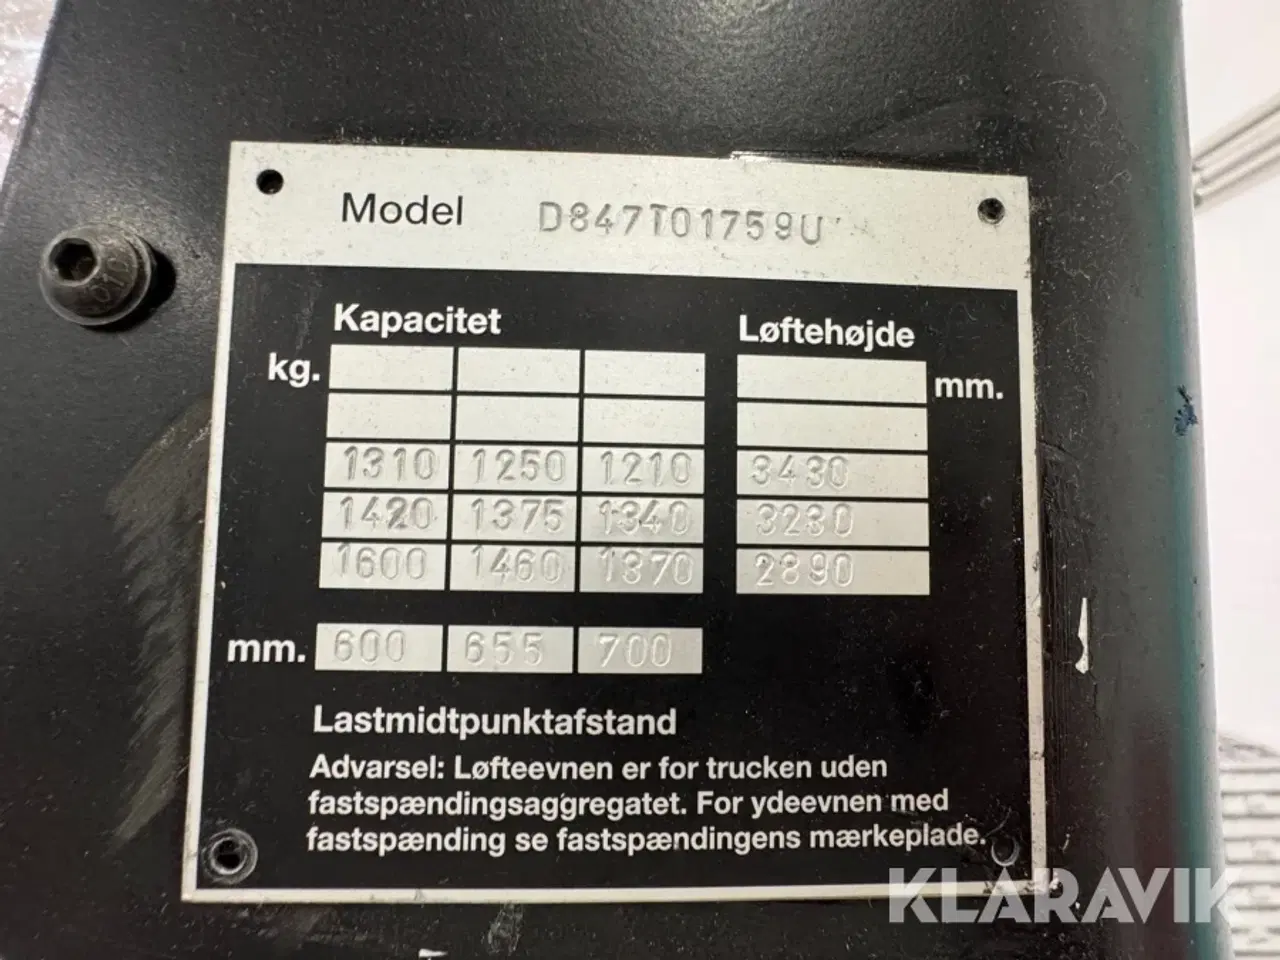 Model D847T01759U
Kapacitet Løftehøjde
kg. mm.
1310 1250 1210 3430
1420 1375 1340 3230
1600 1460 1370 2890
mm. 600 655 700
Lastmidtpunktafstand
Advarsel: Løfteevnen er for trucken uden
fastspændingsaggregatet. For ydeevnen med
fastspænding se fastspændingens mærkeplade.
KLARAVIK